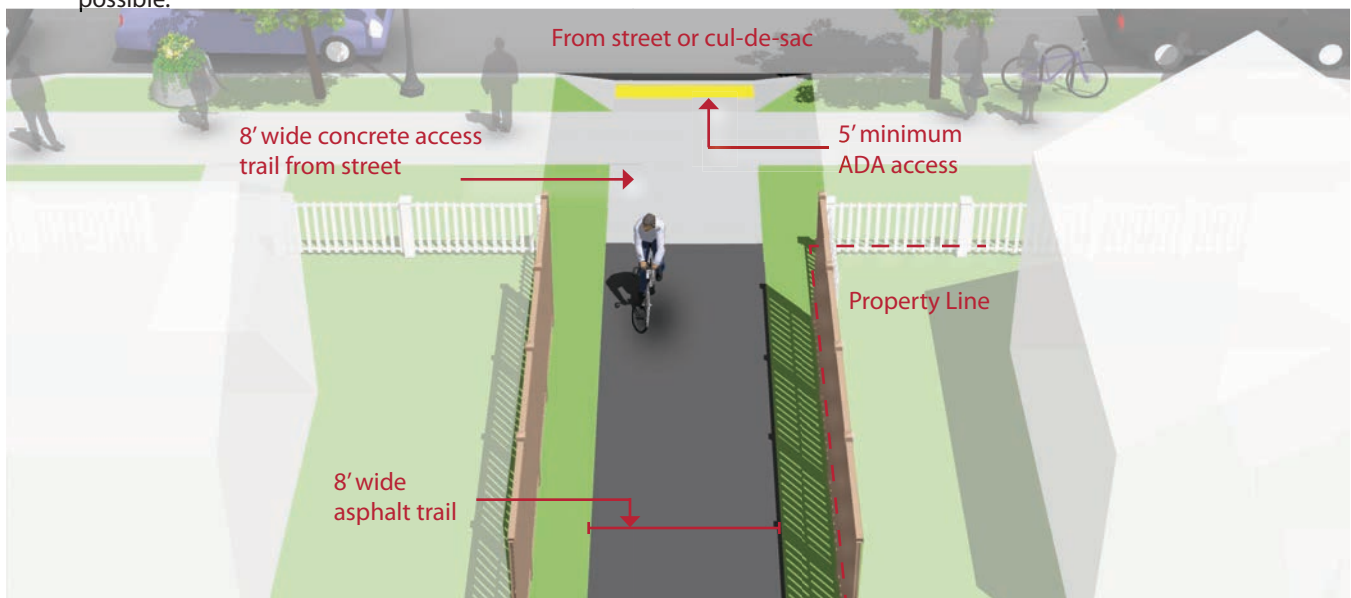 possible.
From street or cul-de-sac
8' wide concrete access
trail from street
5' minimum
ADA access
Property Line
8' wide
asphalt trail